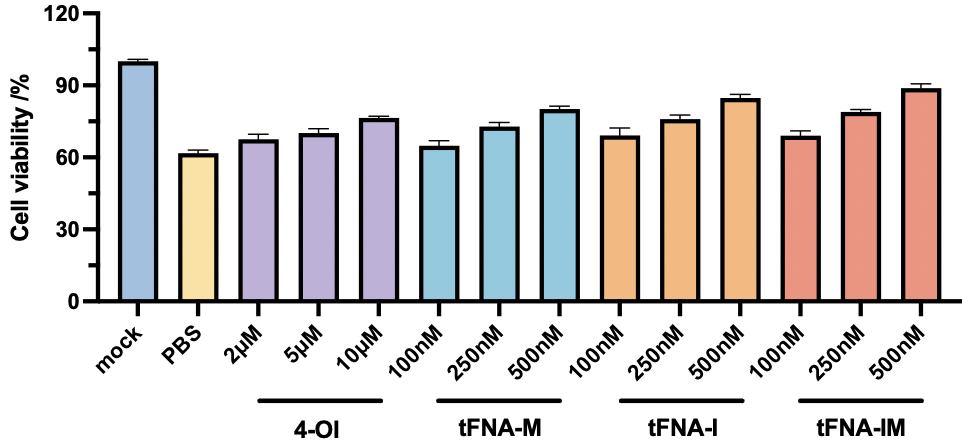 Cell viability /%
120
90
60
30
0
mock
PBS
2μM
5μM
10μM
100nM
250nM
500nM
100nM
250nM
500nM
100nM
250nM
500nM
4-OI
tFNA-M
tFNA-I
tFNA-IM